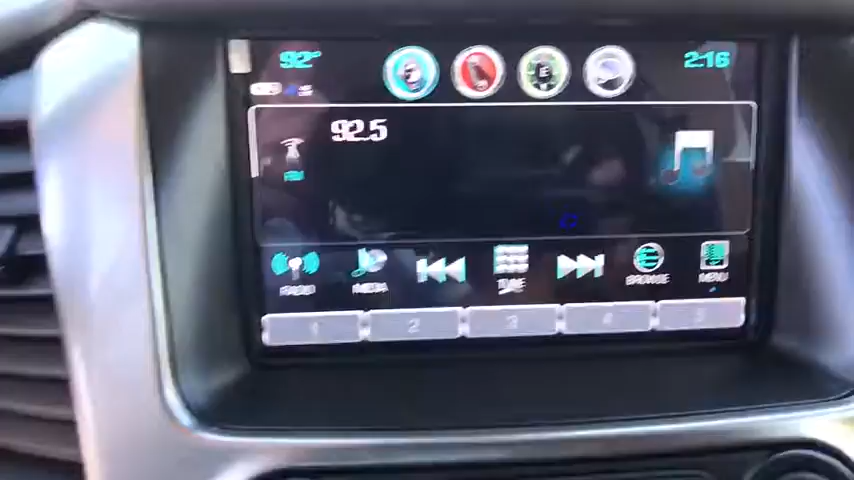 92°
2:16
92.5
FM
RADIO
MEDIA
TUNE
BROWSE
MENU
1
2
3
4
5